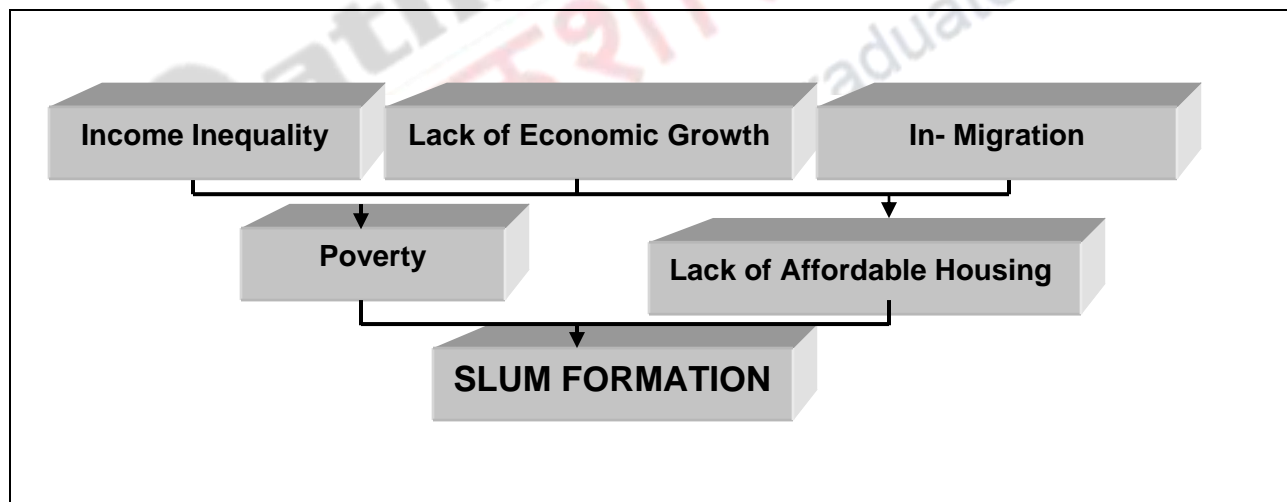 Income Inequality
Lack of Economic Growth
In- Migration
Poverty
Lack of Affordable Housing
SLUM FORMATION